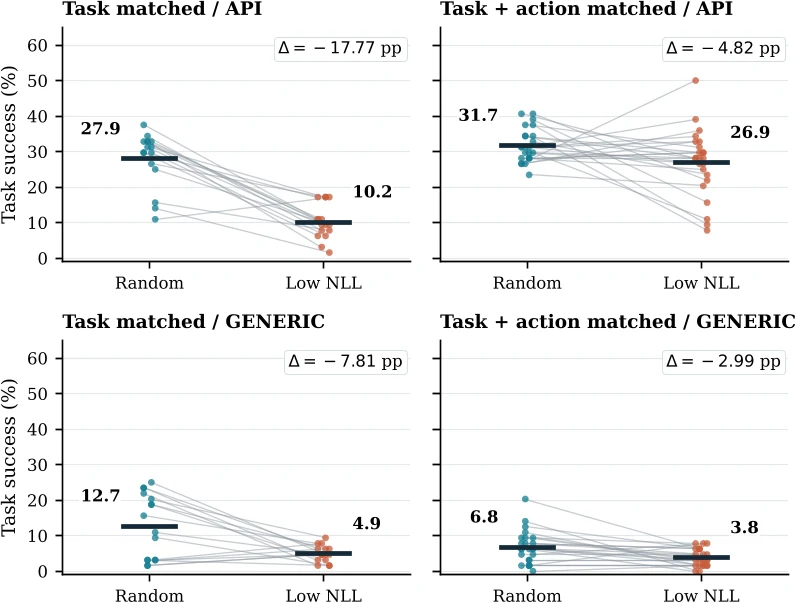 Task matched / API
Task + action matched / API
Δ = −17.77 pp
Δ = −4.82 pp
Task success (%)
60
50
40
30
20
10
0
27.9
10.2
31.7
26.9
Random
Low NLL
Random
Low NLL
Task matched / GENERIC
Task + action matched / GENERIC
Δ = −7.81 pp
Δ = −2.99 pp
Task success (%)
60
50
40
30
20
10
0
12.7
4.9
6.8
3.8
Random
Low NLL
Random
Low NLL